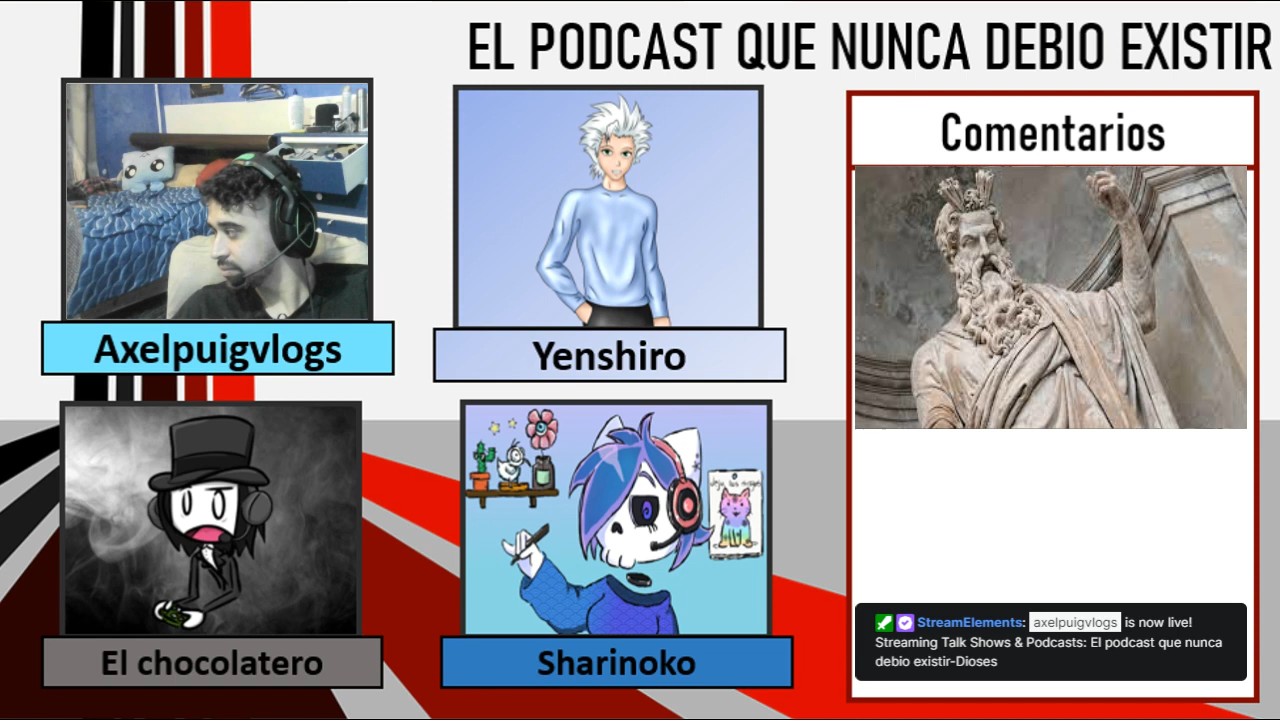 EL PODCAST QUE NUNCA DEBIO EXISTIR
Axelpuigvlogs
Yenshiro
El chocolatero
Sharinoko
Comentarios
StreamElements: axelpuigvlogs is now live!
Streaming Talk Shows & Podcasts: El podcast que nunca
debio existir-Dioses